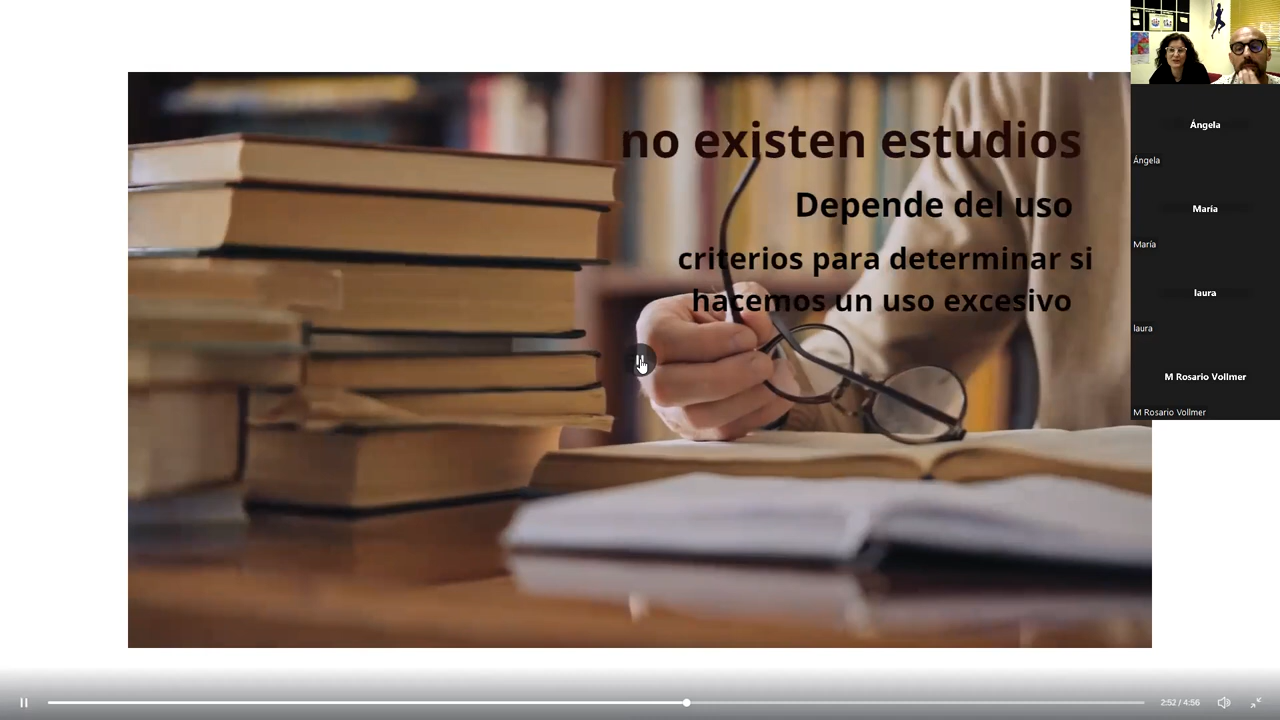 no existen estudios
Depende del uso
criterios para determinar si
hacemos un uso excesivo
Ángela
Ángela
María
María
laura
laura
M Rosario Vollmer
M Rosario Vollmer
2:52 / 4:56